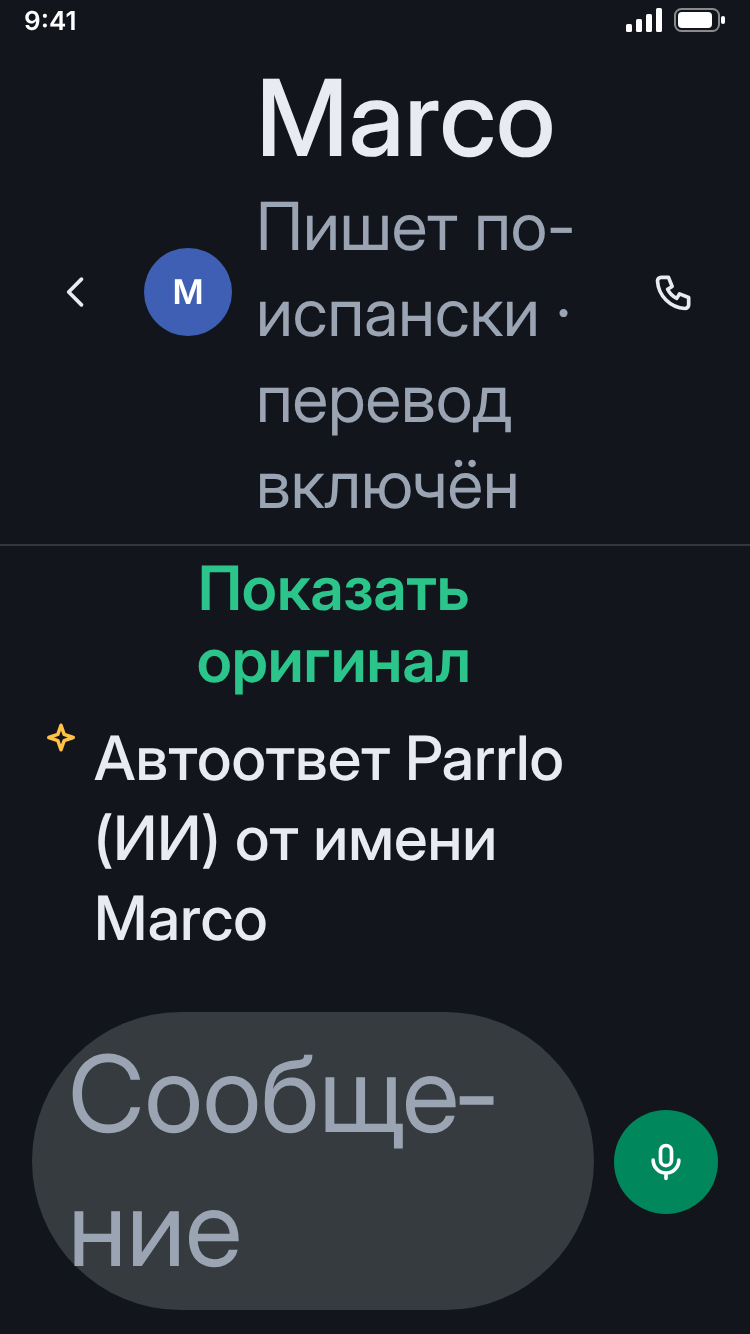 9:41
Marco
Пишет по-
испански ·
перевод
включён
M
Показать
оригинал
Автоответ Parrlo
(ИИ) от имени
Marco
Сообще-
ние